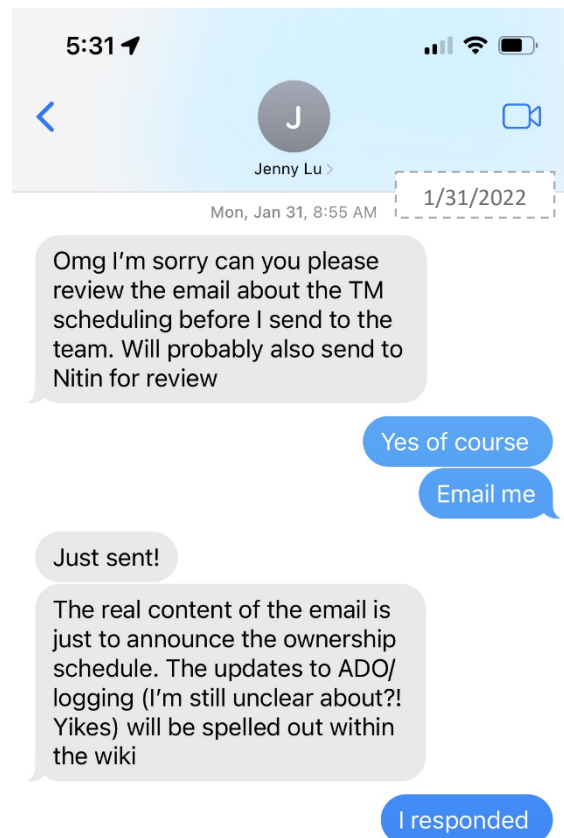 5:31
J
Jenny Lu
1/31/2022
Mon, Jan 31, 8:55 AM
Omg I'm sorry can you please
review the email about the TM
scheduling before I send to the
team. Will probably also send to
Nitin for review
Yes of course
Email me
Just sent!
The real content of the email is
just to announce the ownership
schedule. The updates to ADO/
logging (I'm still unclear about?!
Yikes) will be spelled out within
the wiki
I responded